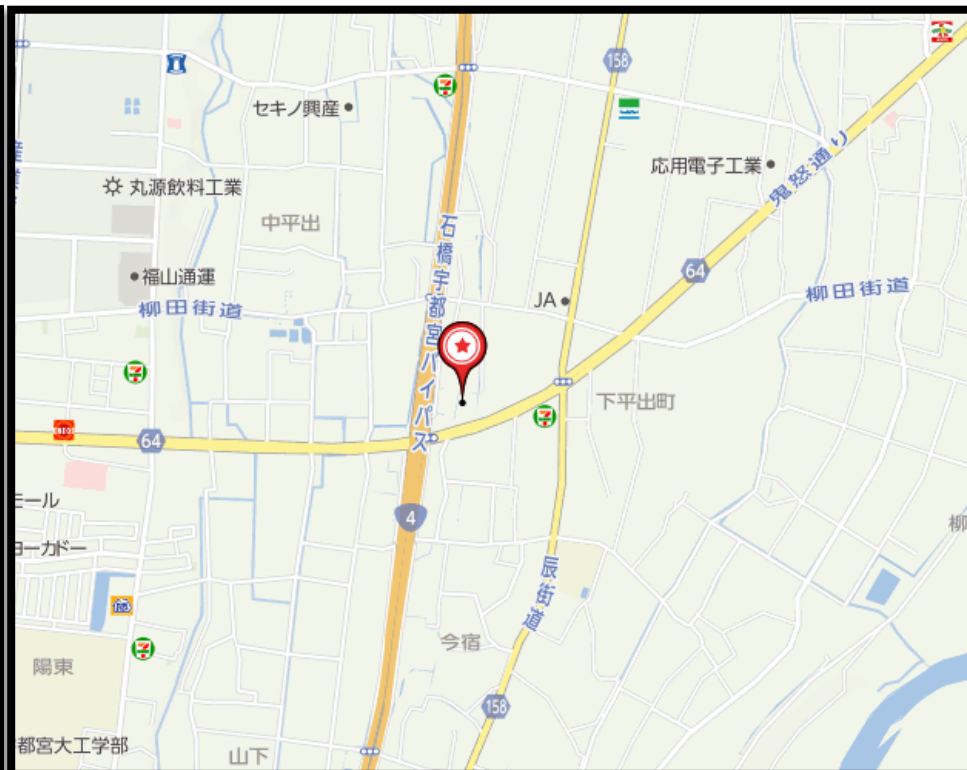 158
セキノ興産
応用電子工業
鬼怒通り
丸源飲料工業
中平出
石橋宇都宮バイパス
福山通運
64
柳田街道
JA
柳田街道
下平出町
64
モール
ヨーカドー
4
辰街道
今宿
陽東
158
都宮大工学部
山下
柳